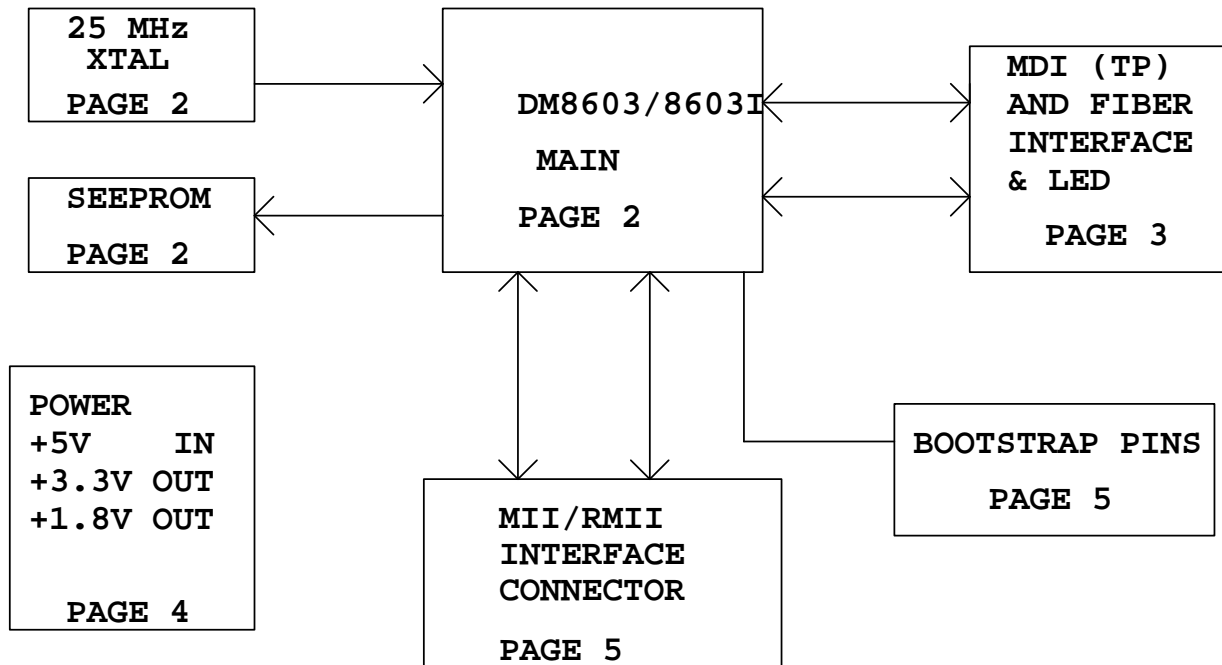 25 MHz
XTAL
PAGE 2
SEEPROM
PAGE 2
DM8603/8603I
MAIN
PAGE 2
MDI (TP)
AND FIBER
INTERFACE
& LED
PAGE 3
POWER
+5V IN
+3.3V OUT
+1.8V OUT
PAGE 4
MII/RMII
INTERFACE
CONNECTOR
PAGE 5
BOOTSTRAP PINS
PAGE 5